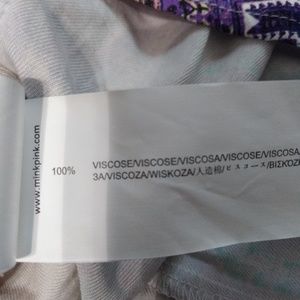 www.minkpink.com
100%
VISCOSE/VISCOSE/VISCOSA/VISCOSE/VISCOSA
3A/VISCOZA/WISKOZA/人造棉/ビスコース/ΒΙΣΚΟΖ